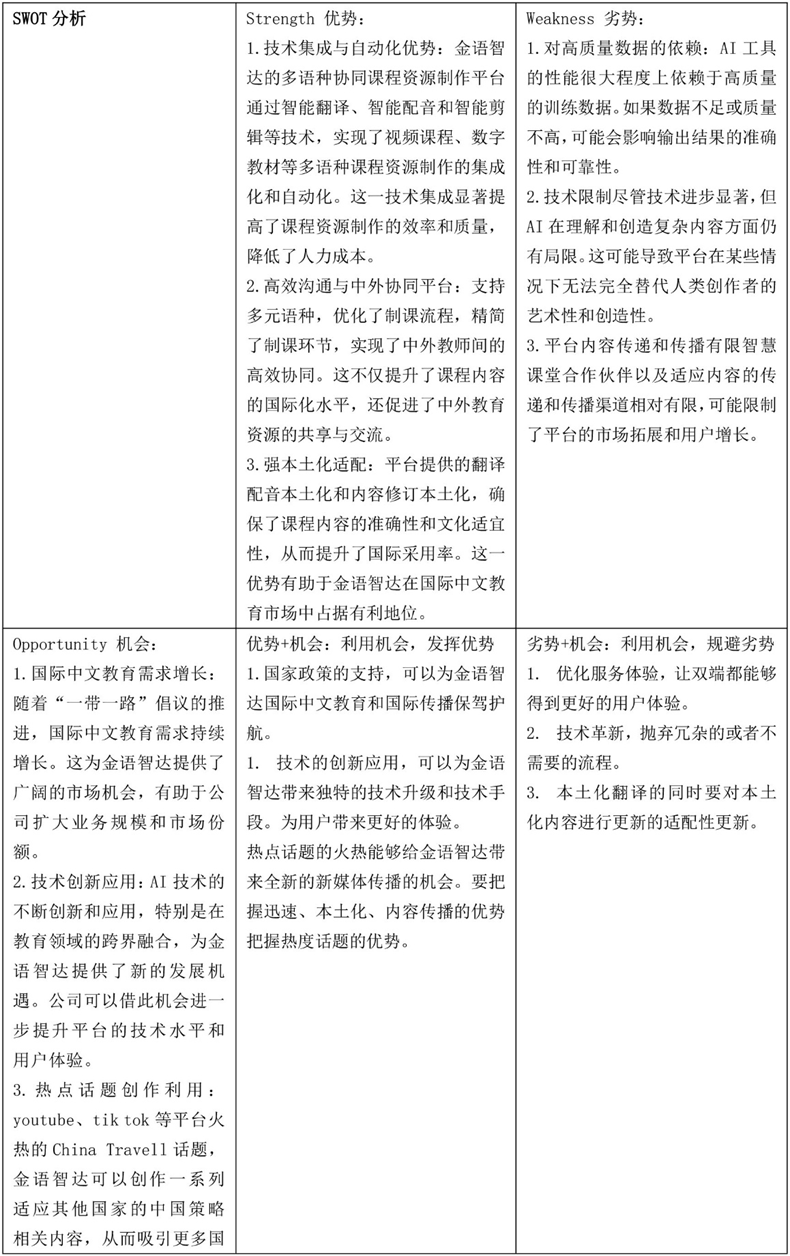 SWOT 分析
Strength 优势：
1.技术集成与自动化优势：金语智
达的多语种协同课程资源制作平台
通过智能翻译、智能配音和智能剪
辑等技术，实现了视频课程、数字
教材等多语种课程资源制作的集成
化和自动化。这一技术集成显著提
高了课程资源制作的效率和质量，
降低了人力成本。
2.高效沟通与中外协同平台：支持
多元语种，优化了制课流程，精简
了制课环节，实现了中外教师间的
高效协同。这不仅提升了课程内容
的国际化水平，还促进了中外教育
资源的共享与交流。
3.强本土化适配：平台提供的翻译
配音本土化和内容修订本土化，确
保了课程内容的准确性和文化适宜
性，从而提升了国际采用率。这一
优势有助于金语智达在国际中文教
育市场中占据有利地位。
Weakness 劣势：
1.对高质量数据的依赖：AI 工具
的性能很大程度上依赖于高质量
的训练数据。如果数据不足或质量
不高，可能会影响输出结果的准确
性和可靠性。
2.技术限制尽管技术进步显著，但
AI 在理解和创造复杂内容方面仍
有局限。这可能导致平台在某些情
况下无法完全替代人类创作者的
艺术性和创造性。
3.平台内容传递和传播有限智慧
课堂合作伙伴以及适应内容的传
递和传播渠道相对有限，可能限制
了平台的市场拓展和用户增长。
Opportunity 机会：
1.国际中文教育需求增长：
随着“一带一路”倡议的推
进，国际中文教育需求持续
增长。这为金语智达提供了
广阔的市场机会，有助于公
司扩大业务规模和市场份
额。
2.技术创新应用：AI 技术的
不断创新和应用，特别是在
教育领域的跨界融合，为金
语智达提供了新的发展机
遇。公司可以借此机会进一
步提升平台的技术水平和
用户体验。
3.热点话题创作利用：
youtube、tik tok 等平台火
热的 China Travell 话题，
金语智达可以创作一系列
适应其他国家的中国策略
相关内容，从而吸引更多国
优势+机会：利用机会，发挥优势
1.国家政策的支持，可以为金语智
达国际中文教育和国际传播保驾护
航。
1. 技术的创新应用，可以为金语
智达带来独特的技术升级和技术手
段。为用户带来更好的体验。
热点话题的火热能够给金语智达带
来全新的新媒体传播的机会。要把
握迅速、本土化、内容传播的优势
把握热度话题的优势。
劣势+机会：利用机会，规避劣势
1. 优化服务体验，让双端都能够
得到更好的用户体验。
2. 技术革新，抛弃冗杂的或者不
需要的流程。
3. 本土化翻译的同时要对本土
化内容进行更新的适配性更新。